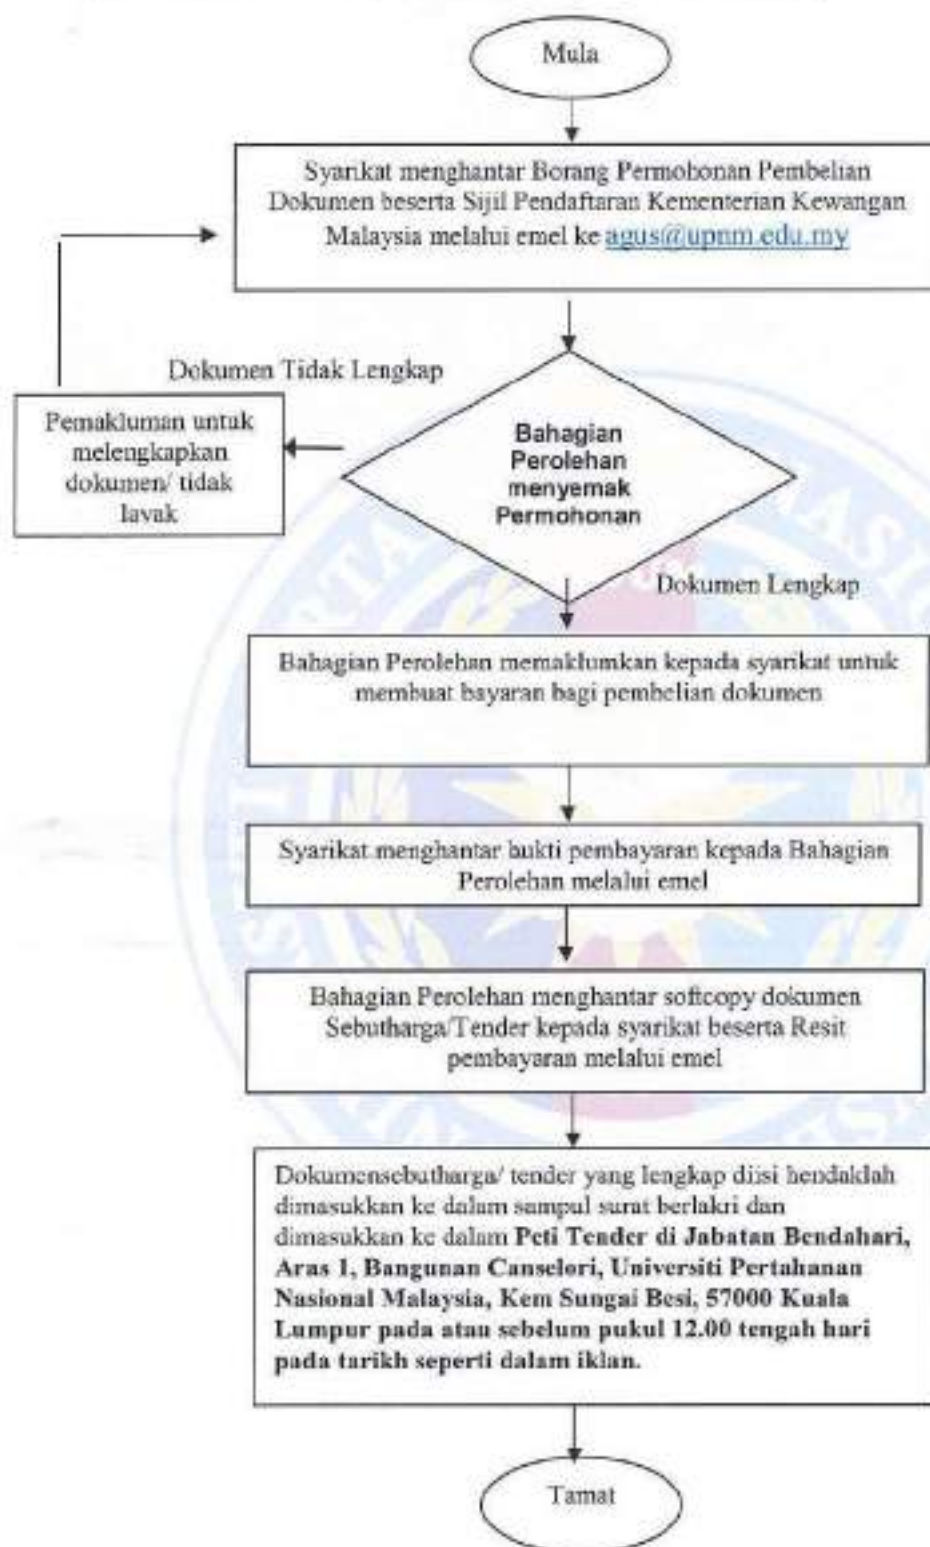 Mula
Syarikat menghantar Borang Permohonan Pembelian
Dokumen beserta Sijil Pendaftaran Kementerian Kewangan
Malaysia melalui emel ke agus@upnm.edu.my
Dokumen Tidak Lengkap
Pemakluman untuk
melengkapkan
dokumen/ tidak
layak
Bahagian
Perolehan
menyemak
Permohonan
Dokumen Lengkap
Bahagian Perolehan memaklumkan kepada syarikat untuk
membuat bayaran bagi pembelian dokumen
Syarikat menghantar bukti pembayaran kepada Bahagian
Perolehan melalui emel
Bahagian Perolehan menghantar softcopy dokumen
Sebutharga/Tender kepada syarikat beserta Resit
pembayaran melalui emel
Dokumensebutharga/ tender yang lengkap diisi hendaklah
dimasukkan ke dalam sampul surat berlakri dan
dimasukkan ke dalam Peti Tender di Jabatan Bendahari,
Aras 1, Bangunan Canselori, Universiti Pertahanan
Nasional Malaysia, Kem Sungai Besi, 57000 Kuala
Lumpur pada atau sebelum pukul 12.00 tengah hari
pada tarikh seperti dalam iklan.
Tamat